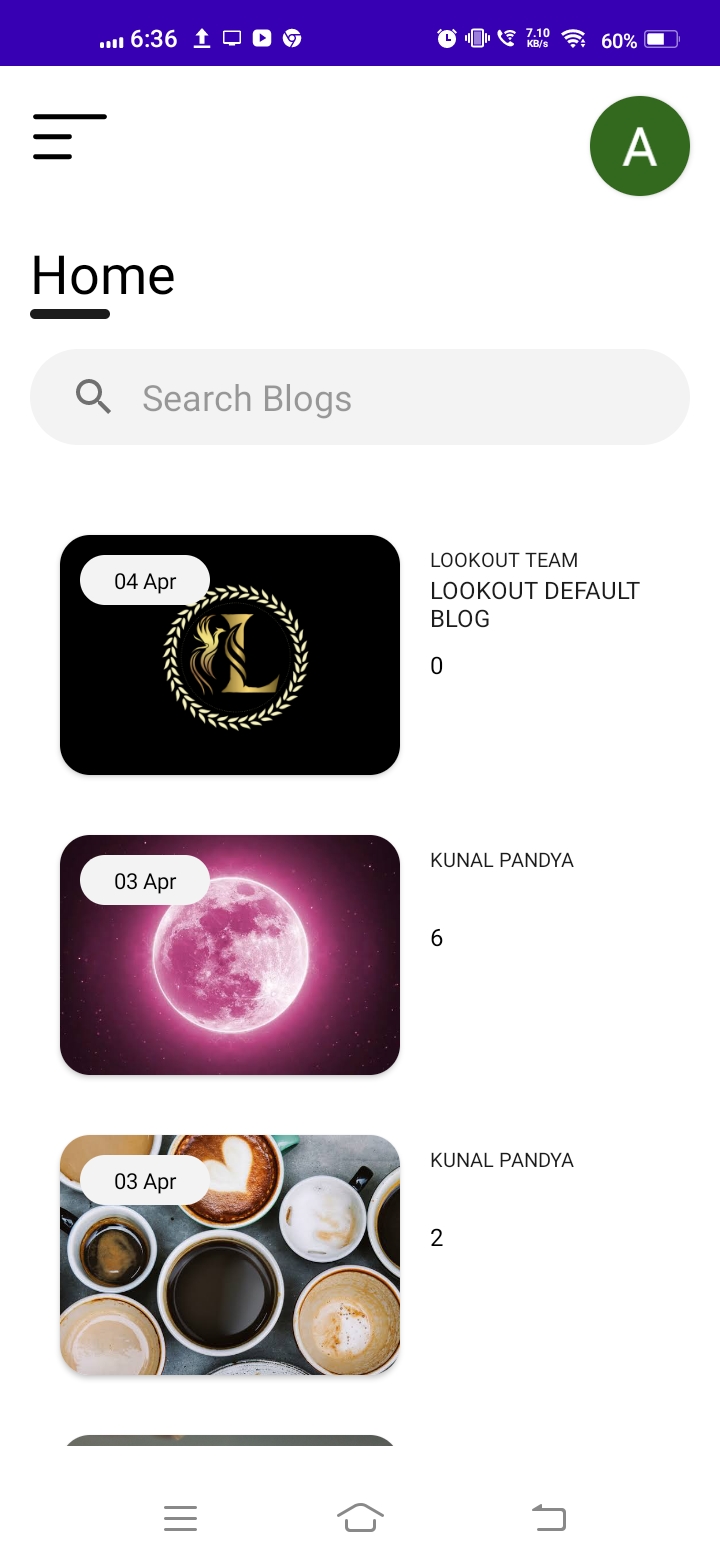 6:36 7.10 KB/s 60%
A
Home
Search Blogs
04 Apr
L
LOOKOUT TEAM
LOOKOUT DEFAULT
BLOG
0
03 Apr
KUNAL PANDYA
6
03 Apr
KUNAL PANDYA
2